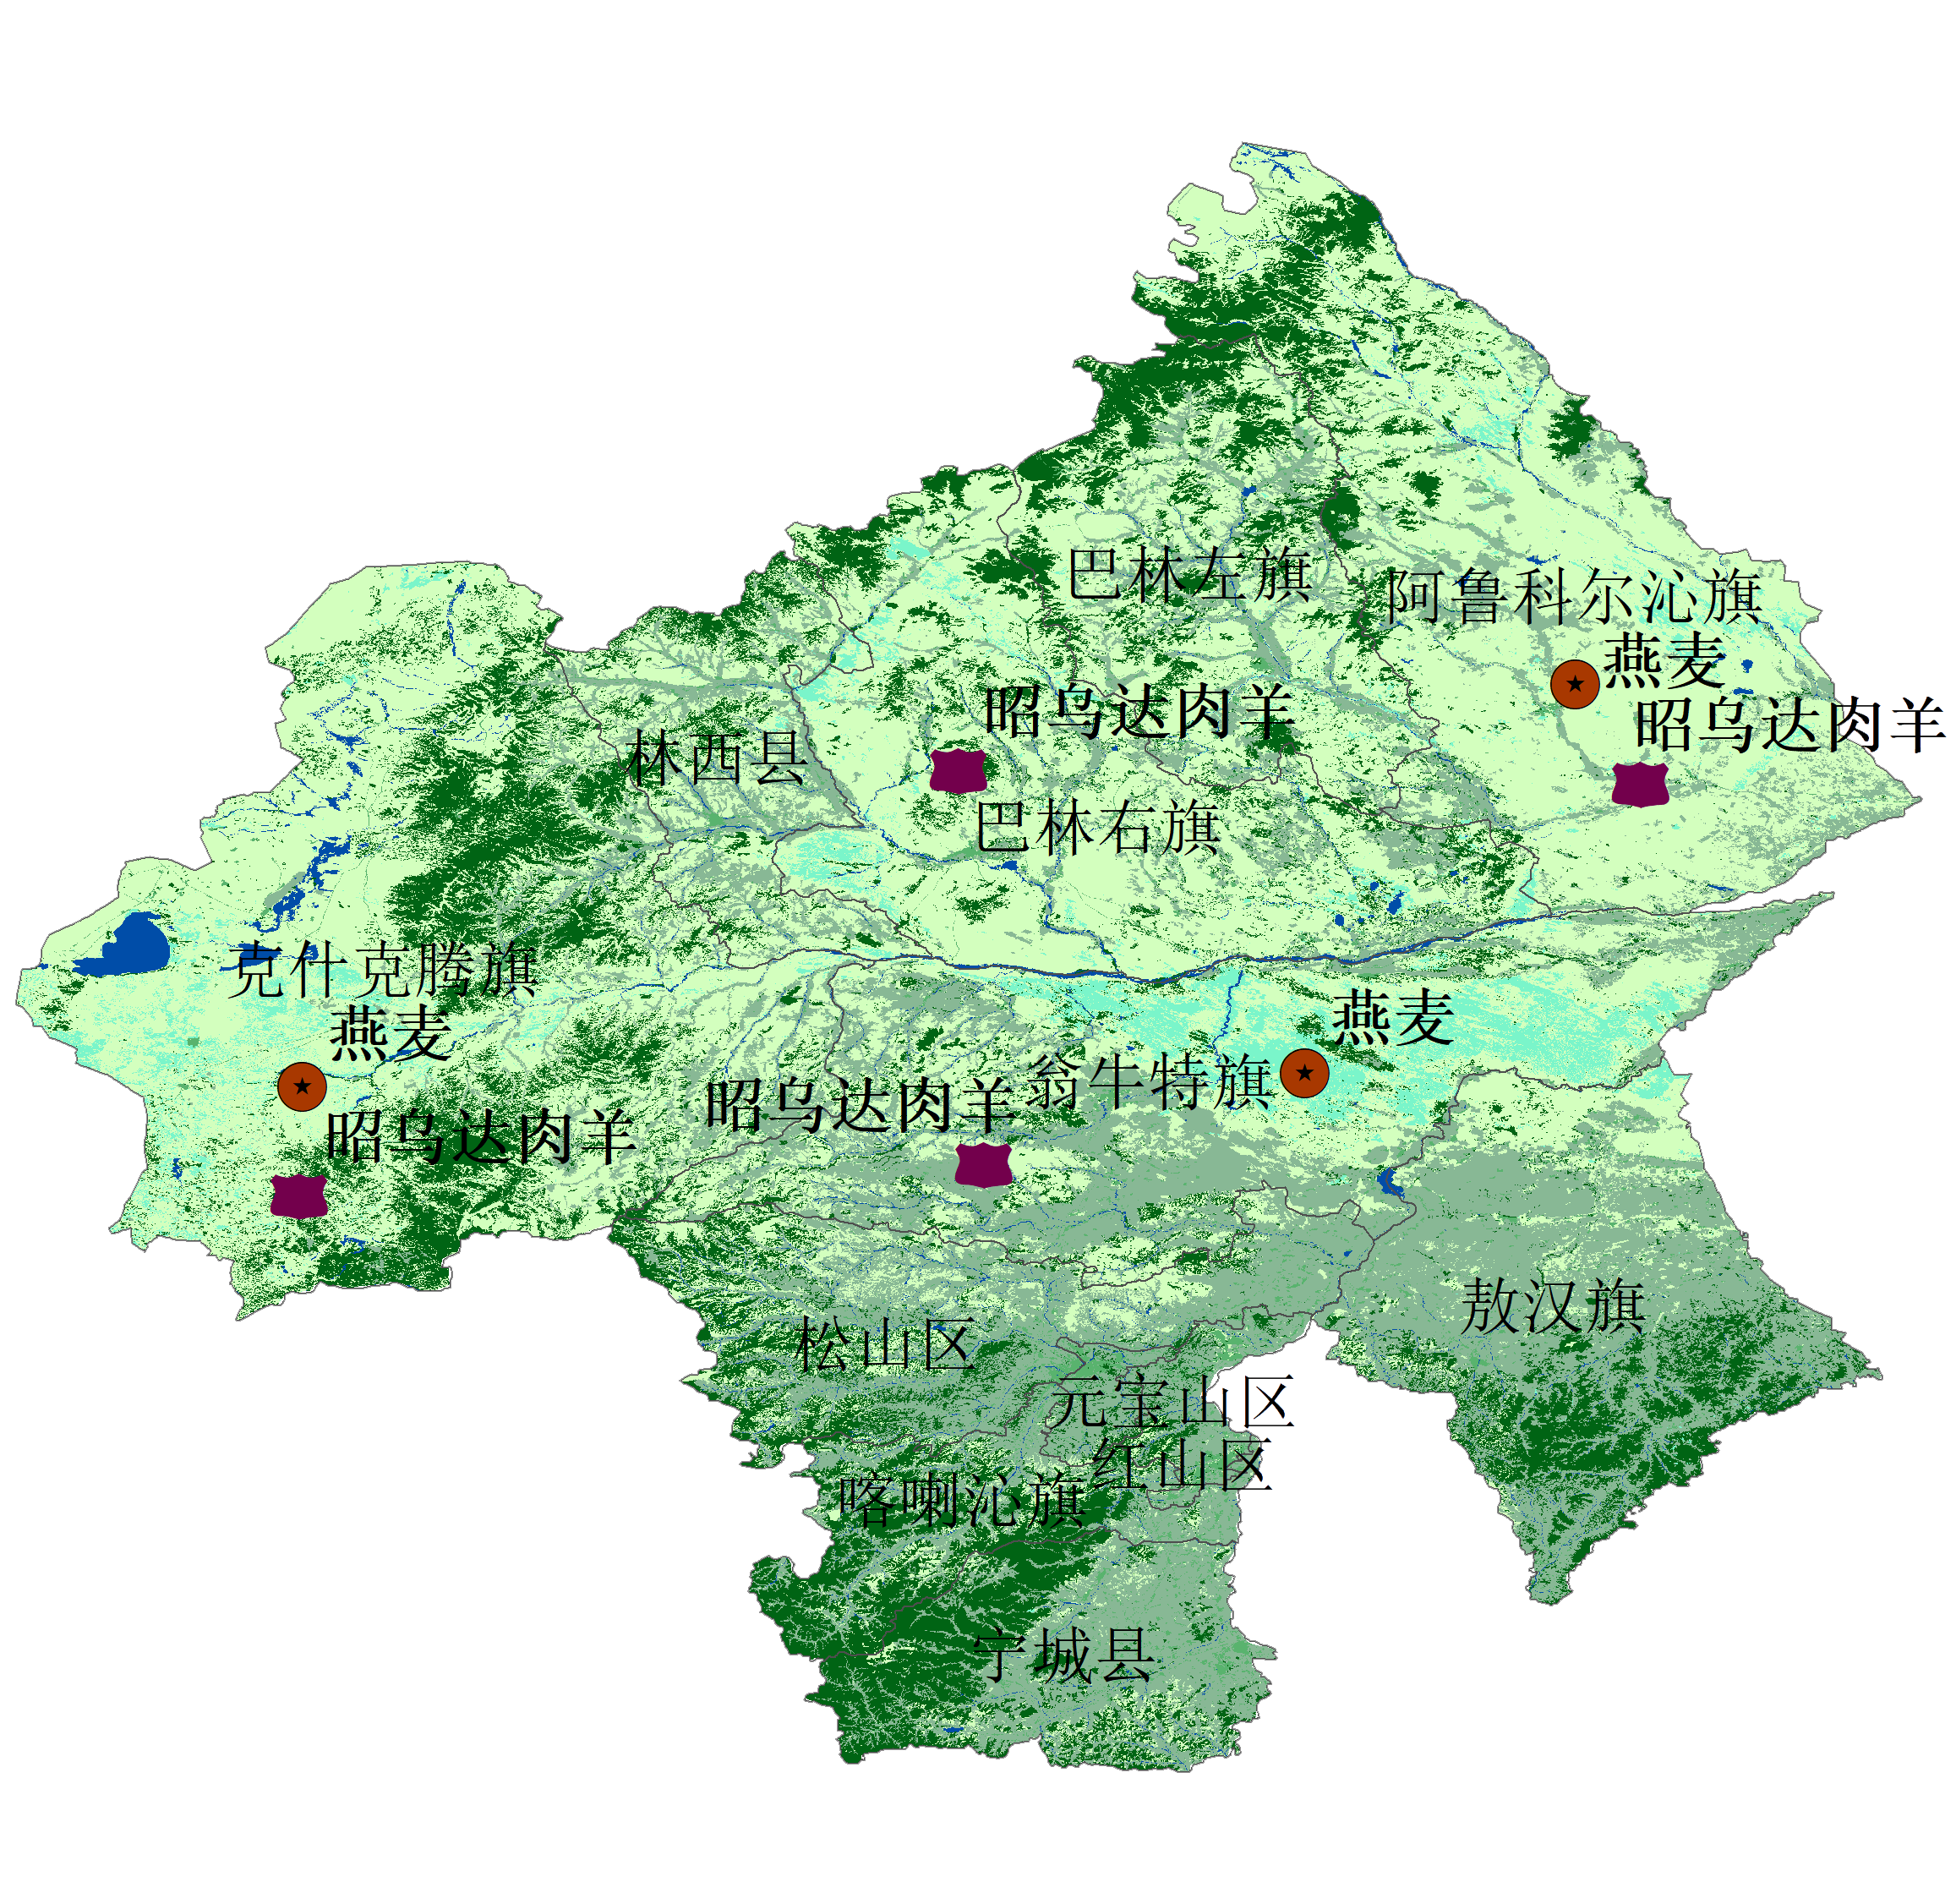 巴林左旗
阿鲁科尔沁旗
燕麦
昭乌达肉羊
昭乌达肉羊
林西县
巴林右旗
克什克腾旗
燕麦
燕麦
翁牛特旗
昭乌达肉羊
昭乌达肉羊
敖汉旗
松山区
元宝山区
红山区
喀喇沁旗
宁城县